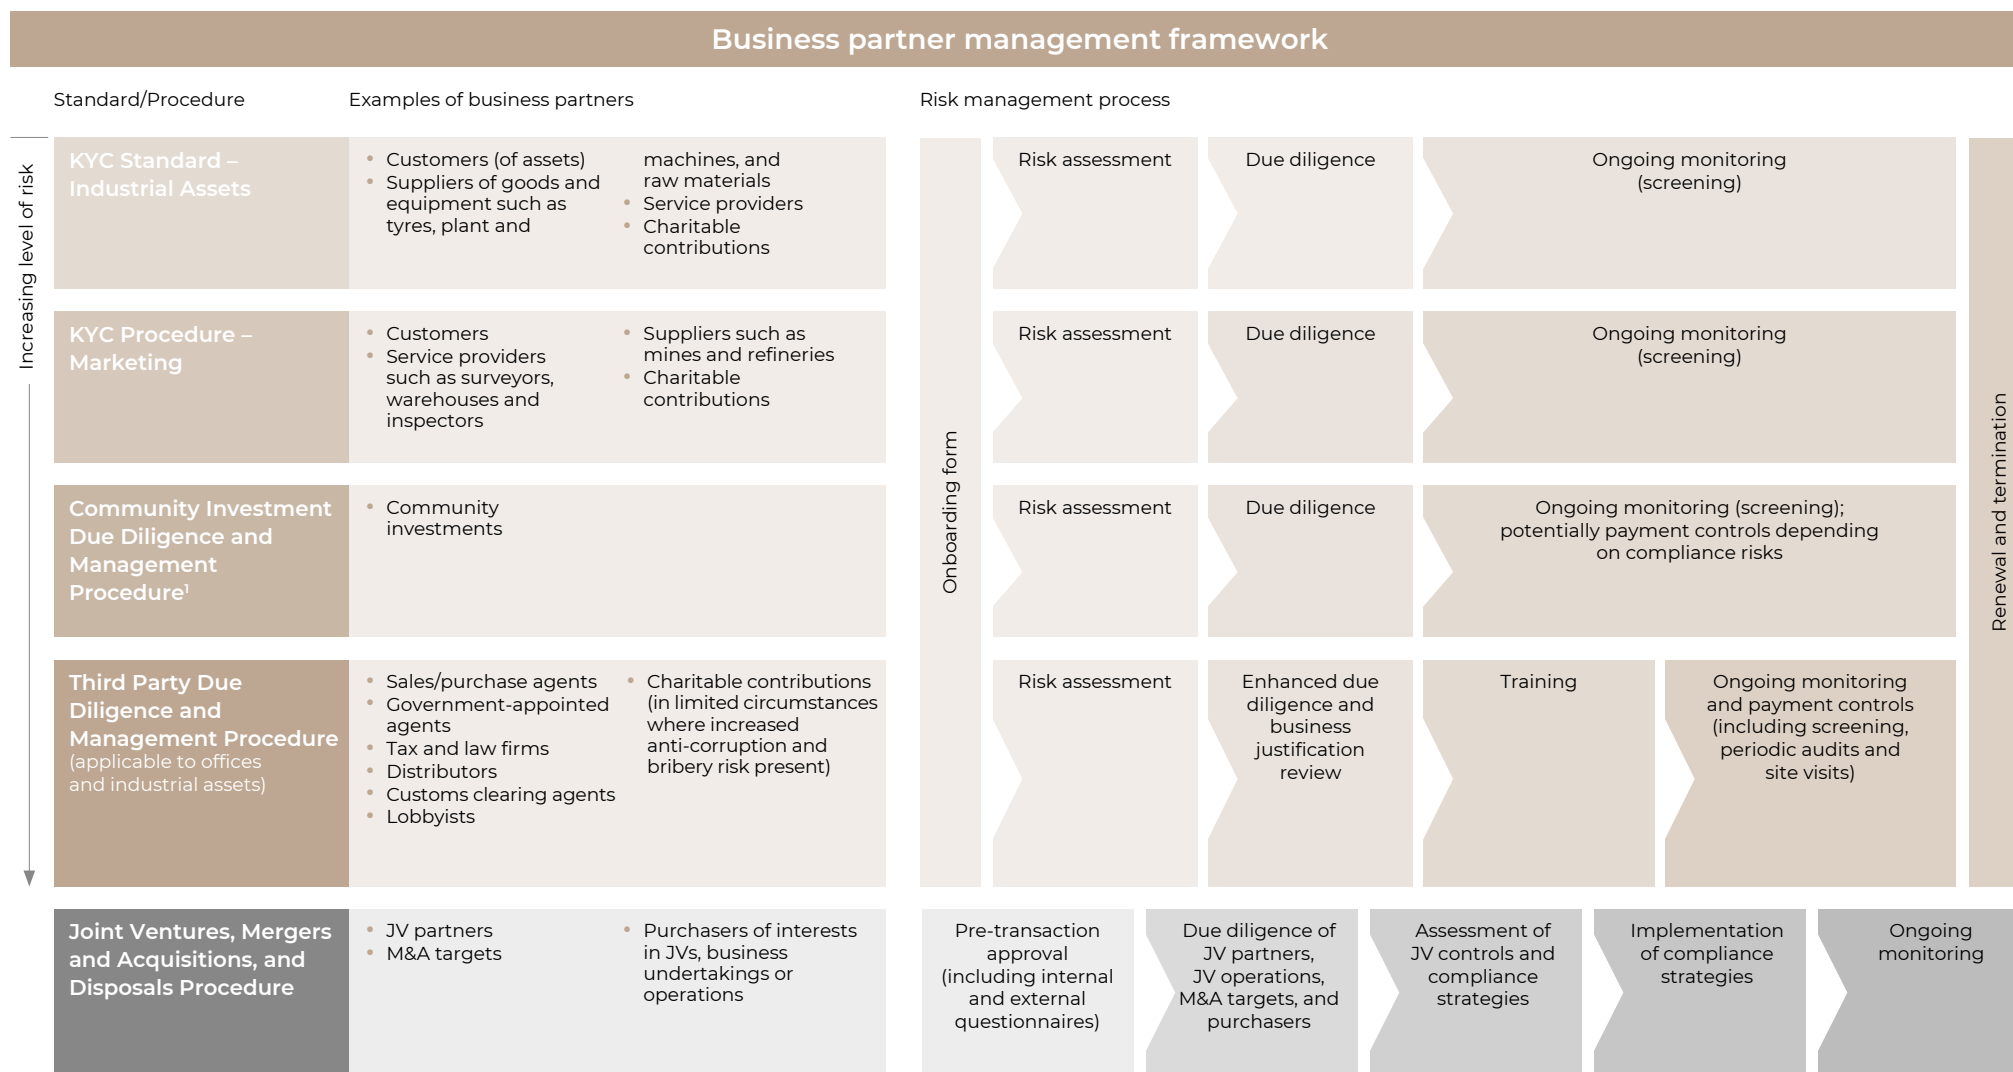 Business partner management framework
Standard/Procedure
Examples of business partners
Risk management process
Increasing level of risk
KYC Standard –
Industrial Assets
• Customers (of assets)
• Suppliers of goods and
equipment such as
tyres, plant and
machines, and
raw materials
• Service providers
• Charitable
contributions
Onboarding form
Risk assessment
Due diligence
Ongoing monitoring
(screening)
Renewal and termination
KYC Procedure –
Marketing
• Customers
• Service providers
such as surveyors,
warehouses and
inspectors
• Suppliers such as
mines and refineries
• Charitable
contributions
Risk assessment
Due diligence
Ongoing monitoring
(screening)
Community Investment
Due Diligence and
Management
Procedure¹
• Community
investments
Risk assessment
Due diligence
Ongoing monitoring (screening);
potentially payment controls depending
on compliance risks
Third Party Due
Diligence and
Management Procedure
(applicable to offices
and industrial assets)
• Sales/purchase agents
• Government-appointed
agents
• Tax and law firms
• Distributors
• Customs clearing agents
• Lobbyists
• Charitable contributions
(in limited circumstances
where increased
anti-corruption and
bribery risk present)
Risk assessment
Enhanced due
diligence and
business
justification
review
Training
Ongoing monitoring
and payment controls
(including screening,
periodic audits and
site visits)
Joint Ventures, Mergers
and Acquisitions, and
Disposals Procedure
• JV partners
• M&A targets
• Purchasers of interests
in JVs, business
undertakings or
operations
Pre-transaction
approval
(including internal
and external
questionnaires)
Due diligence of
JV partners,
JV operations,
M&A targets, and
purchasers
Assessment of
JV controls and
compliance
strategies
Implementation
of compliance
strategies
Ongoing
monitoring